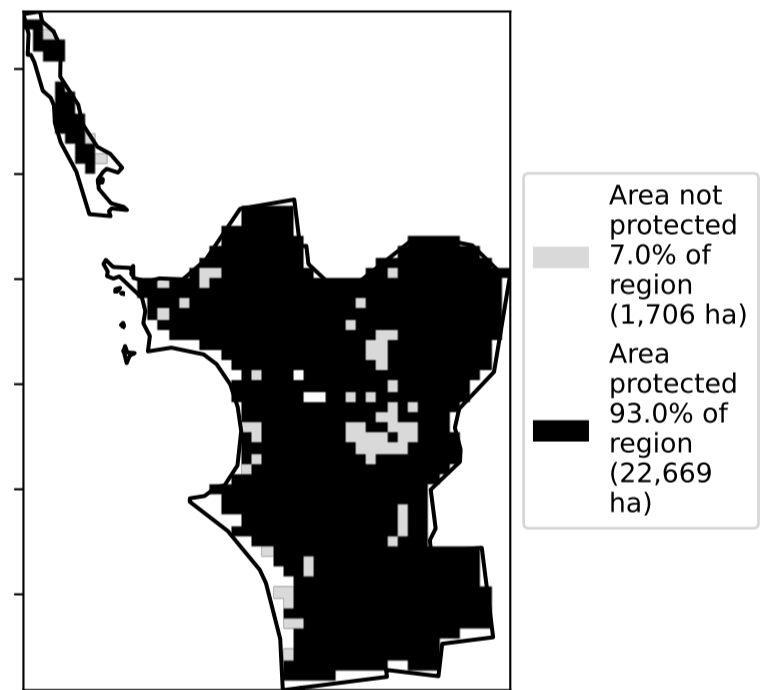 Area not
protected
7.0% of
region
(1,706 ha)
Area
protected
93.0% of
region
(22,669
ha)